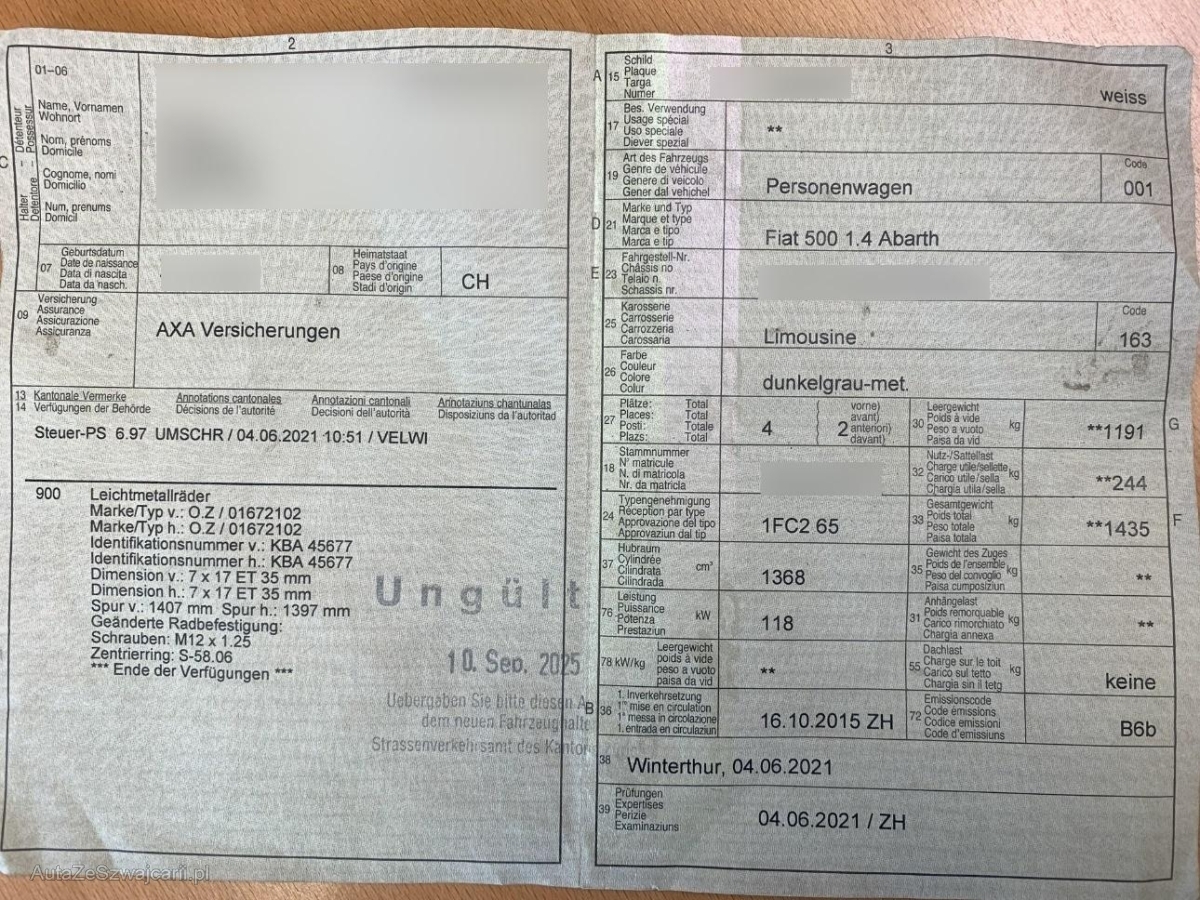 2
01-06
Détenteur
Possessur
Halter
Detentore
Name, Vornamen
Wohnort
Nom, prénoms
Domicile
Cognome, nomi
Domicilio
Num, prenums
Domicil
C
07
Geburtsdatum
Date de naissance
Data di nascita
Data da nasch.
08
Heimatstaat
Pays d'origine
Paese d'origine
Stadi d'origin
CH
09
Versicherung
Assurance
Assicurazione
Assicuranza
AXA Versicherungen
13 Kantonale Vermerke Annotations cantonales Annotazioni cantonali Annotaziuns chantunalas
14 Verfügungen der Behörde Décisions de l'autorité Decisioni dell'autorità Disposiziuns da l'autoritad
Steuer-PS 6.97 UMSCHR / 04.06.2021 10:51 / VELWI
900 Leichtmetallräder
Marke/Typ v.: O.Z / 01672102
Marke/Typ h.: O.Z / 01672102
Identifikationsnummer v.: KBA 45677
Identifikationsnummer h.: KBA 45677
Dimension v.: 7 x 17 ET 35 mm
Dimension h.: 7 x 17 ET 35 mm
Spur v.: 1407 mm Spur h.: 1397 mm
Geänderte Radbefestigung:
Schrauben: M12 x 1.25
Zentrierring: S-58.06
*** Ende der Verfügungen ***
Ungült
10. Sep. 2025
Uebergeben Sie bitte diesen A
dem neuen Fahrzeughalte
Strassenverkehrsamt des Kanton
3
A 15
Schild
Plaque
Targa
Numer
weiss
17
Bes. Verwendung
Usage spécial
Uso speciale
Diever spezial
**
19
Art des Fahrzeugs
Genre de véhicule
Genere di veicolo
Gener dal vehichel
Personenwagen
Code
001
D 21
Marke und Typ
Marque et type
Marca e tipo
Marca e tip
Fiat 500 1.4 Abarth
E 23
Fahrgestell-Nr.
Châssis no
Telaio n.
Schassis nr.
25
Karosserie
Carrosserie
Carrozzeria
Carossaria
Limousine
Code
163
26
Farbe
Couleur
Colore
Colur
dunkelgrau-met.
27
Plätze: Total
Places: Total
Posti: Totale
Plazs: Total
4
2
vorne)
avant)
anteriori)
davant)
30
Leergewicht
Poids à vide
Peso a vuoto
Paisa da vid
kg
**1191
G
18
Stammnummer
N° matricule
N. di matricola
Nr. da matricla
32
Nutz-/Sattellast
Charge utile/sellette
Carico utile/sella
Chargia utila/sella
kg
**244
24
Typengenehmigung
Réception par type
Approvazione del tipo
Approvaziun dal tip
1FC2 65
33
Gesamtgewicht
Poids total
Peso totale
Paisa totala
kg
**1435
F
37
Hubraum
Cylindrée
Cilindrata
Cilindrada
cm³
1368
35
Gewicht des Zuges
Poids de l'ensemble
Peso del convoglio
Paisa cumposiziun
kg
**
76
Leistung
Puissance
Potenza
Prestaziun
kW
118
31
Anhängelast
Poids remorquable
Carico rimorchiato
Chargia annexa
kg
**
78 kW/kg
Leergewicht
poids à vide
peso a vuoto
paisa da vid
**
55
Dachlast
Charge sur le toit
Carico sul tetto
Chargia sin il tetg
kg
keine
B 36
1. Inverkehrsetzung
1re mise en circulation
1a messa in circolazione
1. entrada en circulaziun
16.10.2015 ZH
72
Emissionscode
Code émissions
Codice emissioni
Code d'emissiuns
B6b
38
Winterthur, 04.06.2021
39
Prüfungen
Expertises
Perizie
Examinaziuns
04.06.2021 / ZH
AutaZeSzwajcarii.pl